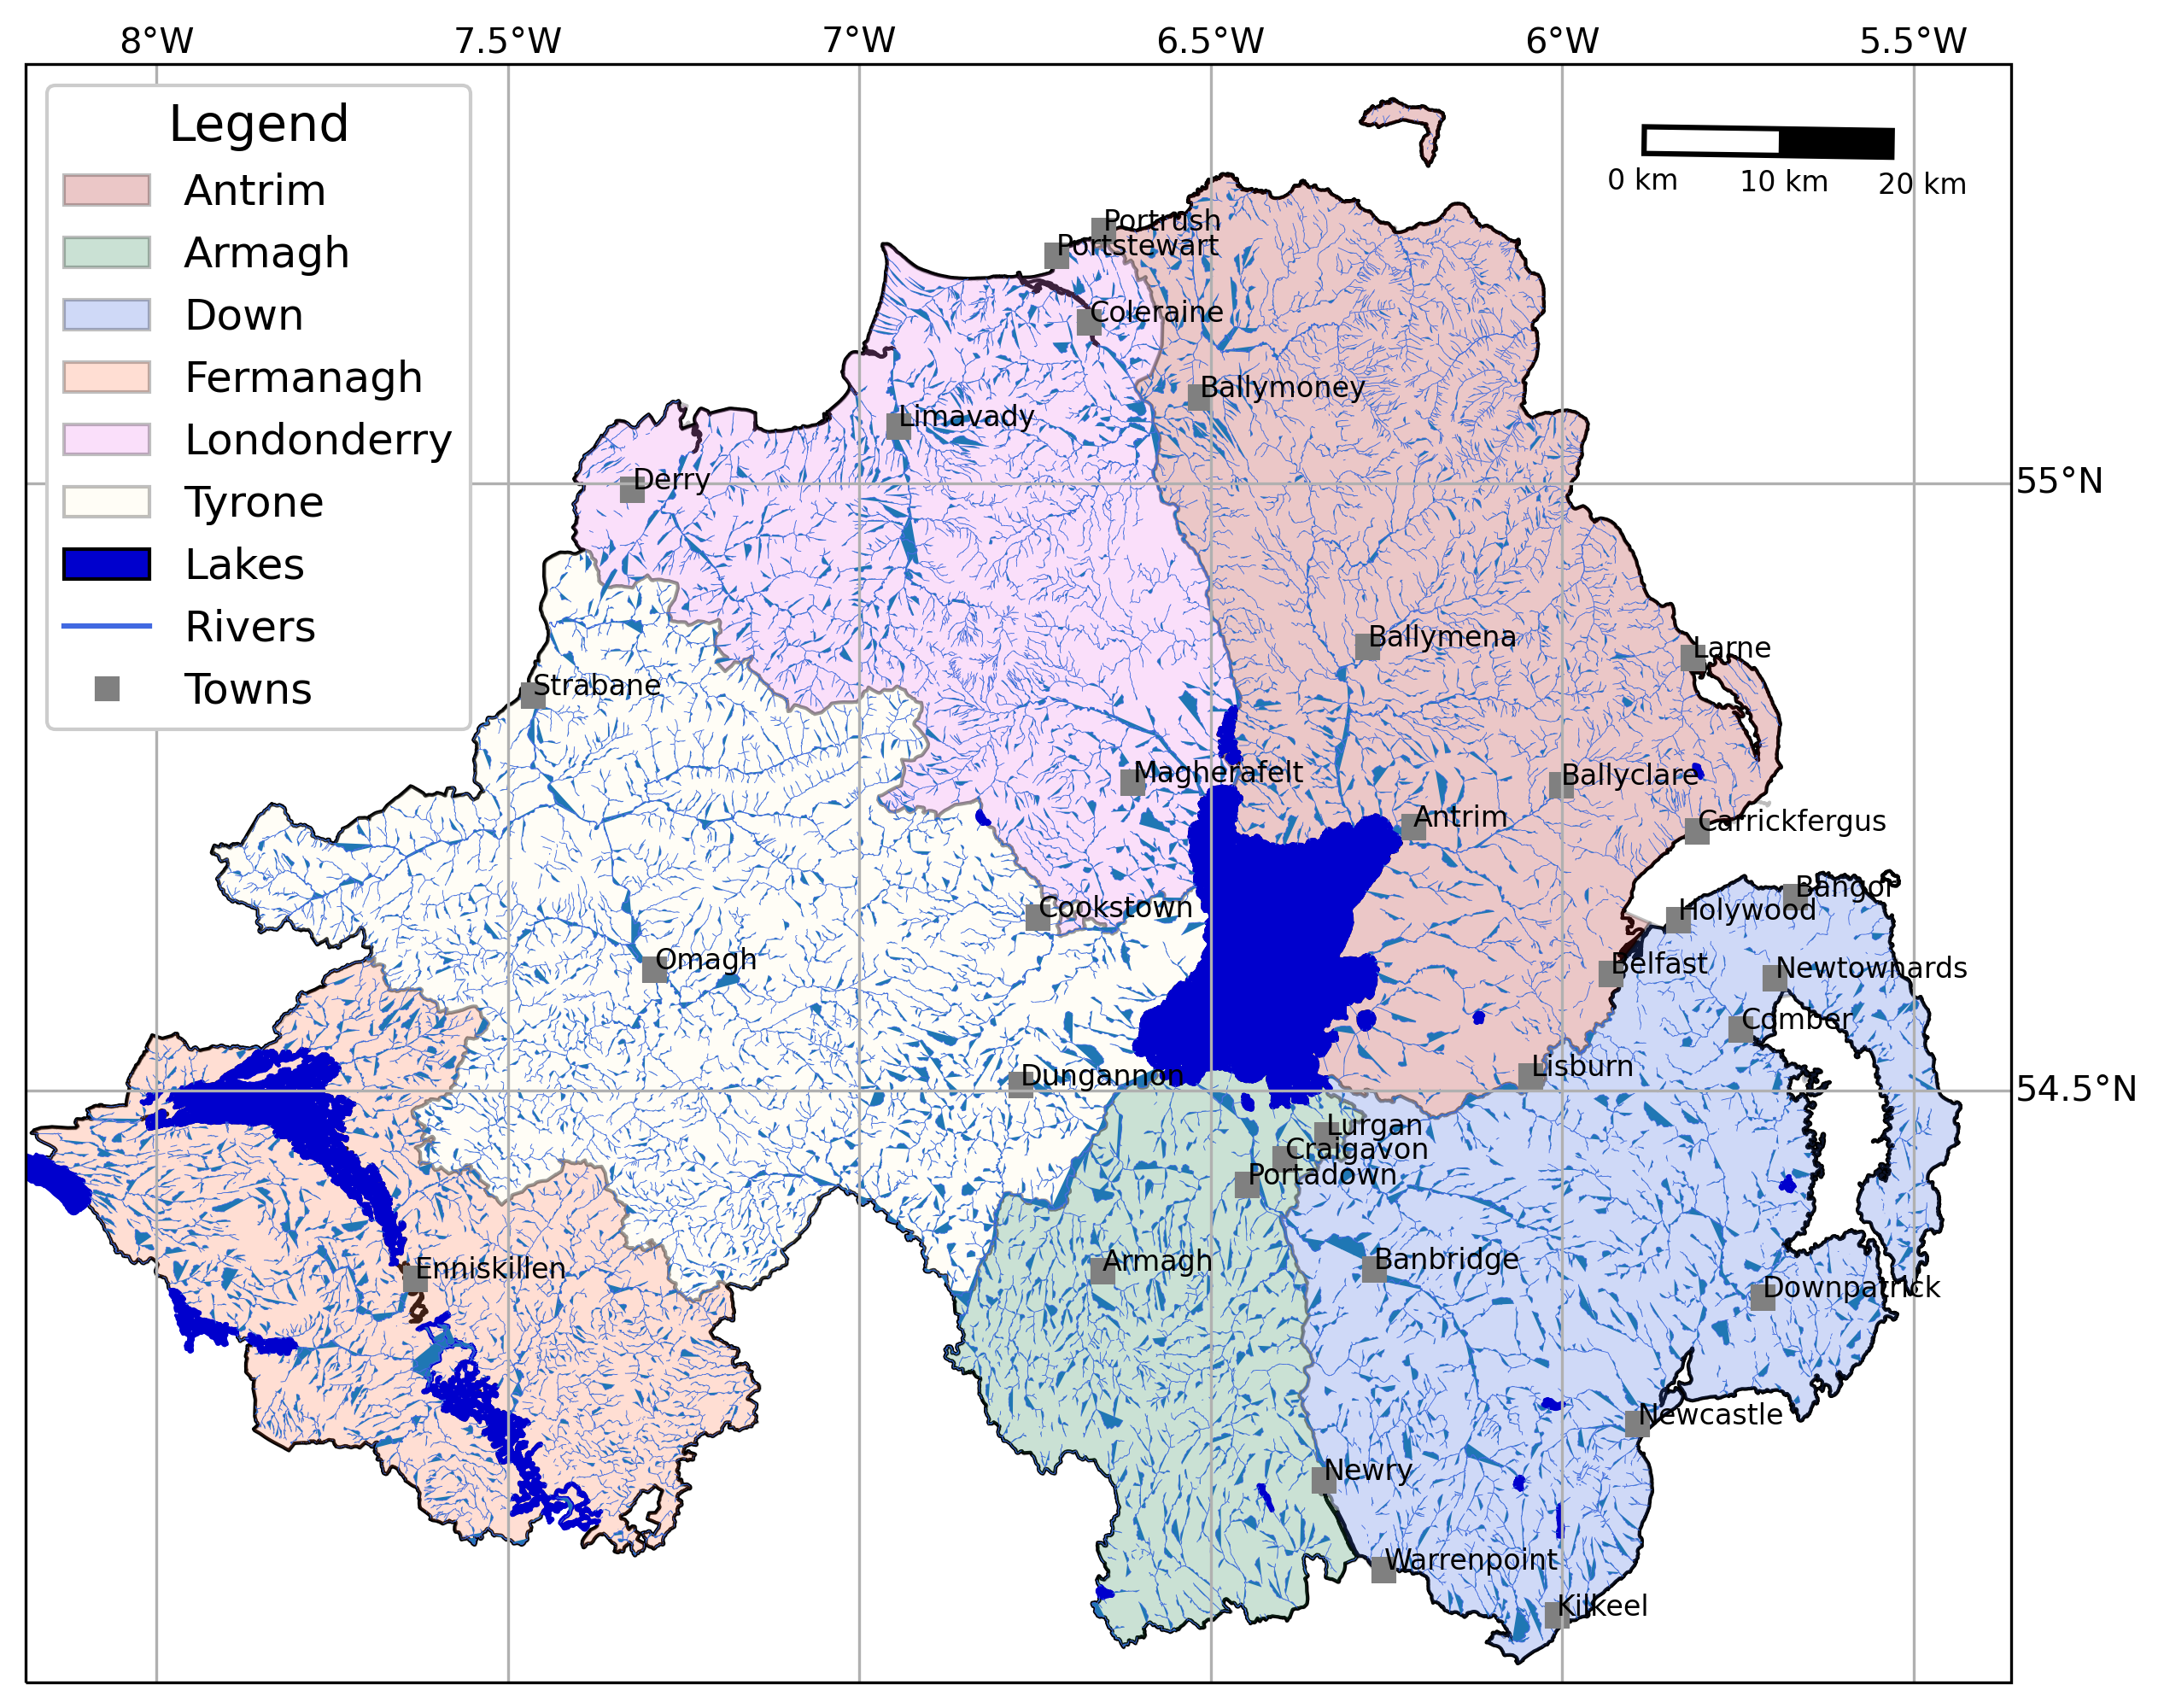 8°W 7.5°W 7°W 6.5°W 6°W 5.5°W
Legend
Antrim
Armagh
Down
Fermanagh
Londonderry
Tyrone
Lakes
Rivers
Towns
0 km 10 km 20 km
Portrush
Portstewart
Coleraine
Ballymoney
Limavady
Derry
55°N
Ballymena
Larne
Strabane
Magherafelt
Ballyclare
Antrim
Carrickfergus
Bangor
Cookstown
Holywood
Omagh
Belfast
Newtownards
Comber
Dungannon
Lisburn
54.5°N
Lurgan
Craigavon
Portadown
Armagh
Banbridge
Enniskillen
Downpatrick
Newcastle
Newry
Warrenpoint
Kilkeel